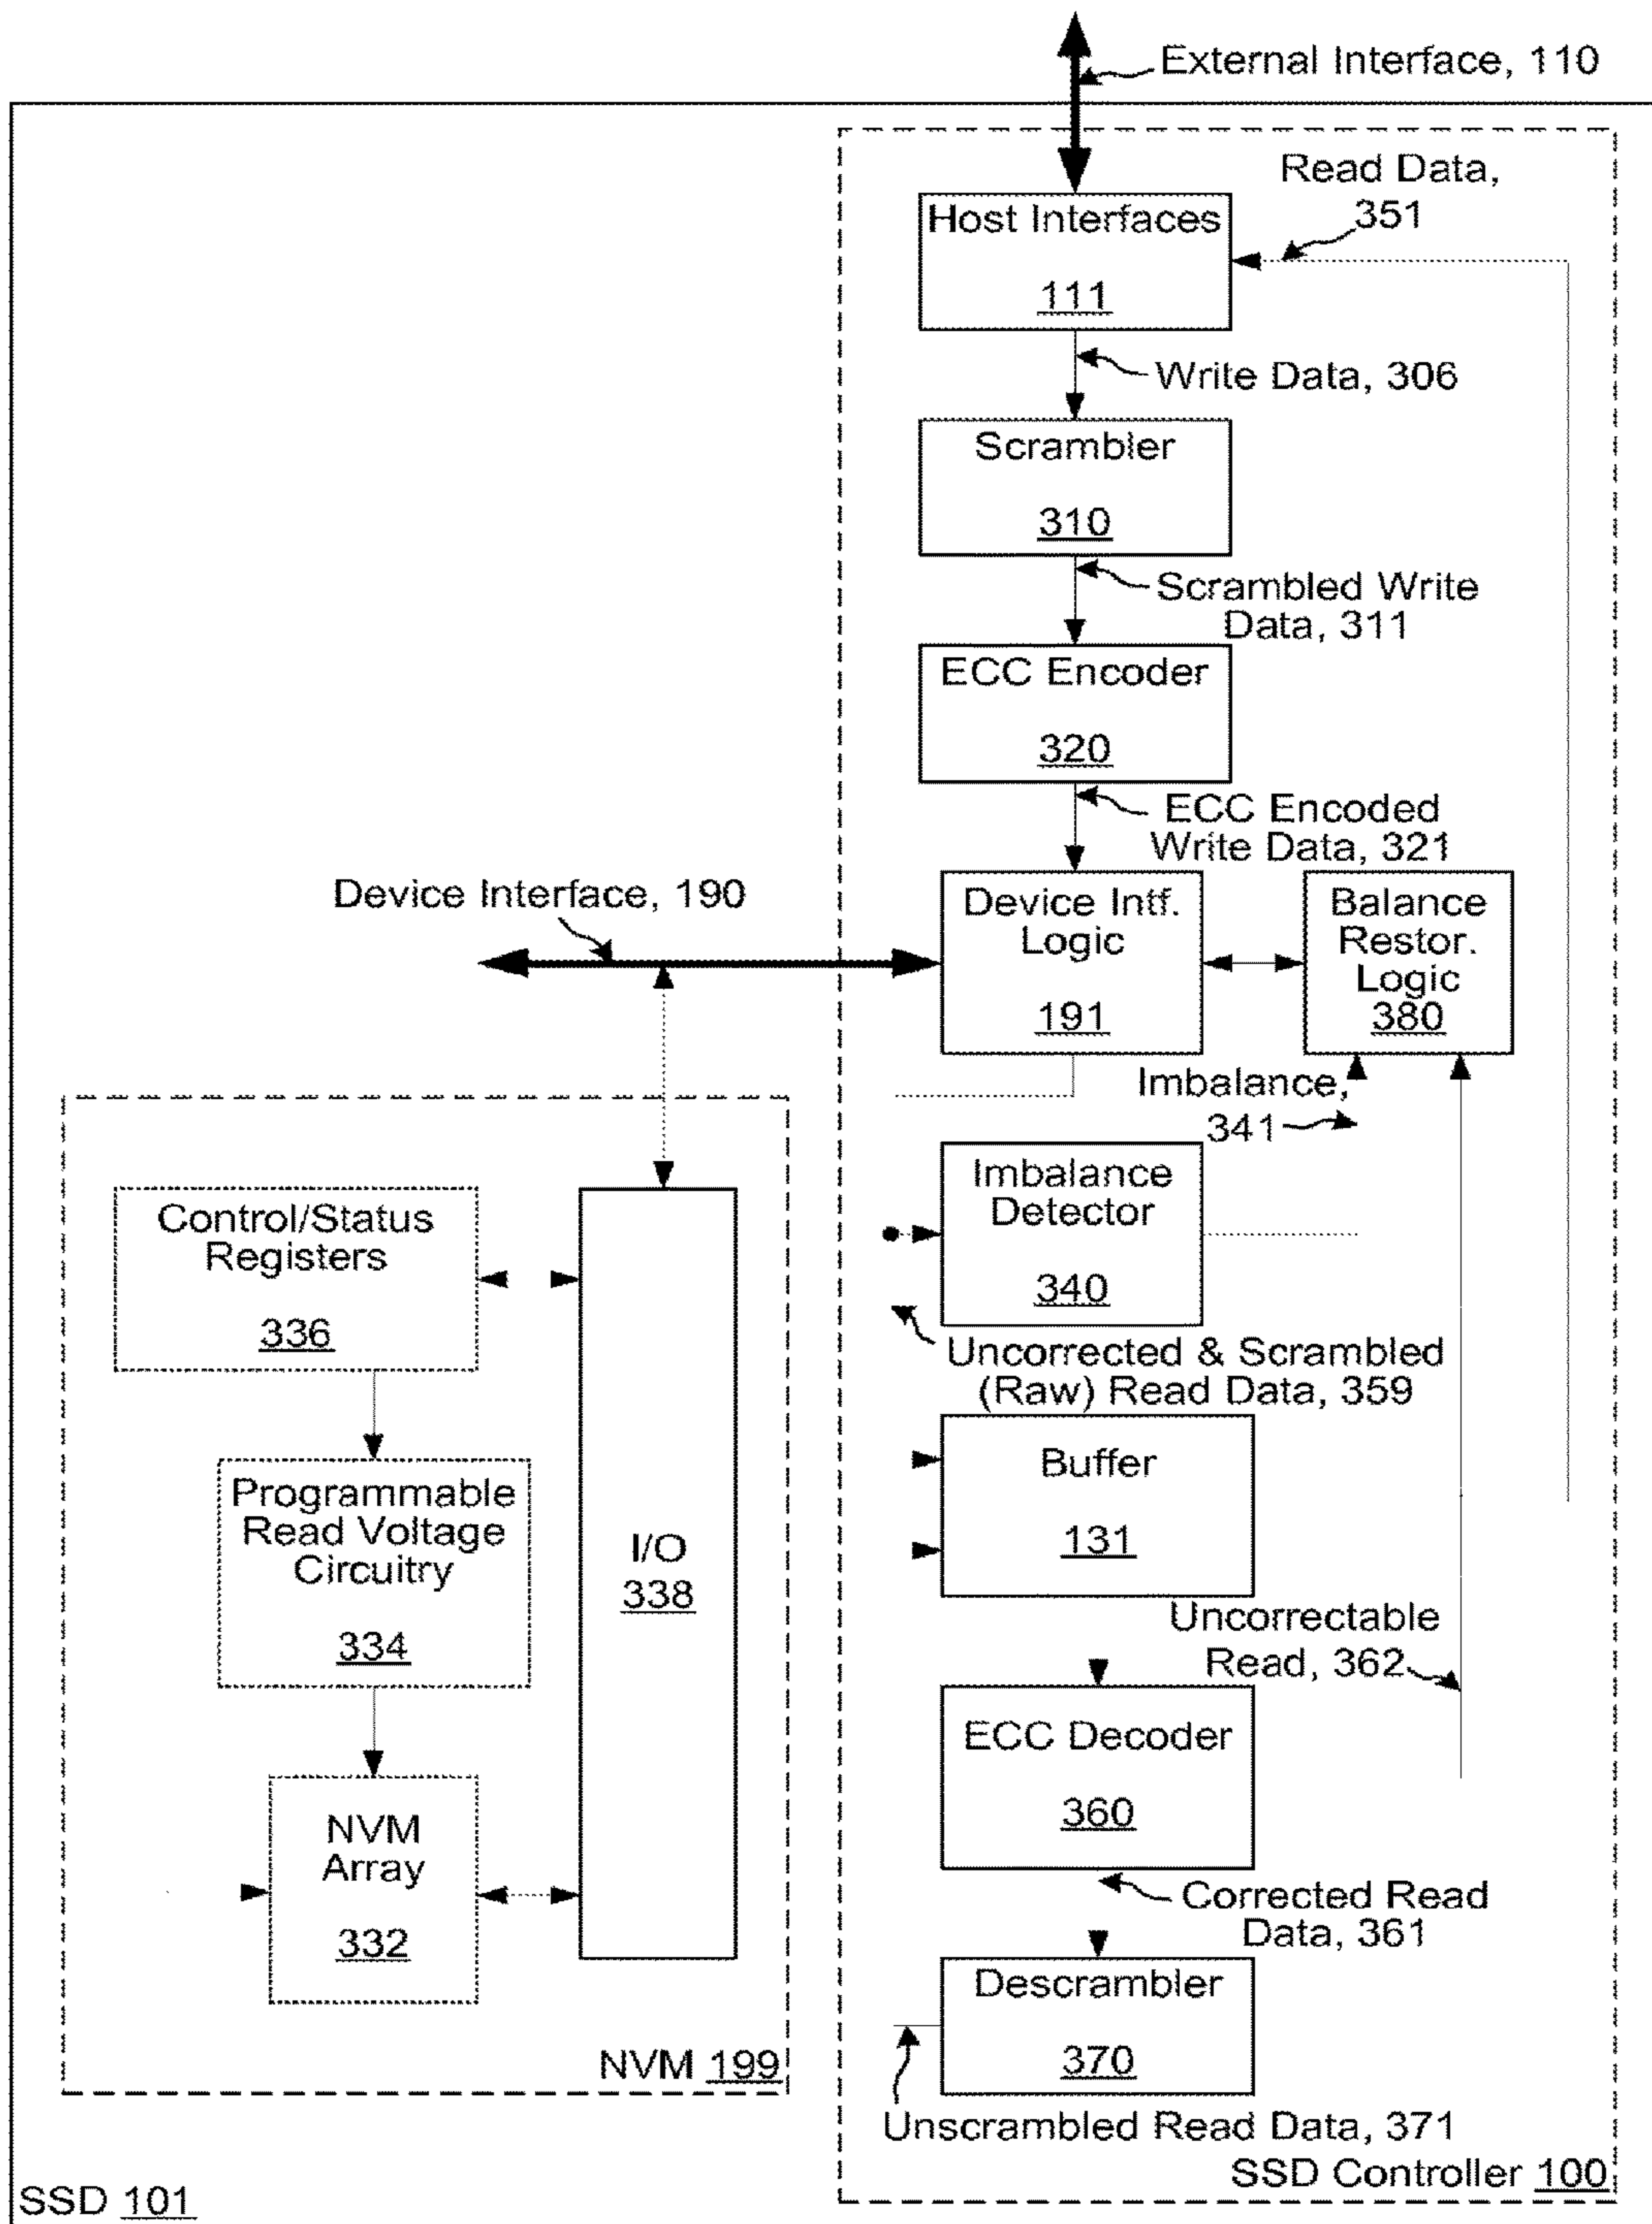 External Interface, 110
Read Data,
351
Host Interfaces
111
Write Data, 306
Scrambler
310
Scrambled Write
Data, 311
ECC Encoder
320
ECC Encoded
Write Data, 321
Device Interface, 190
Device Intf.
Logic
191
Balance
Restor.
Logic
380
Imbalance,
341
Imbalance
Detector
340
Control/Status
Registers
336
Uncorrected & Scrambled
(Raw) Read Data, 359
Programmable
Read Voltage
Circuitry
334
I/O
338
Buffer
131
Uncorrectable
Read, 362
ECC Decoder
360
NVM
Array
332
Corrected Read
Data, 361
Descrambler
370
NVM 199
Unscrambled Read Data, 371
SSD Controller 100
SSD 101